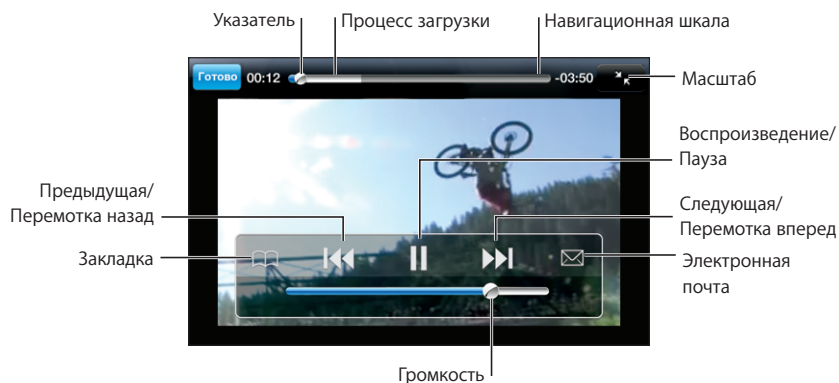 Указатель
Процесс загрузки
Навигационная шкала
Готово
00:12
-03:50
Масштаб
Воспроизведение/
Пауза
Предыдущая/
Перемотка назад
Следующая/
Перемотка вперед
Закладка
Электронная
почта
Громкость